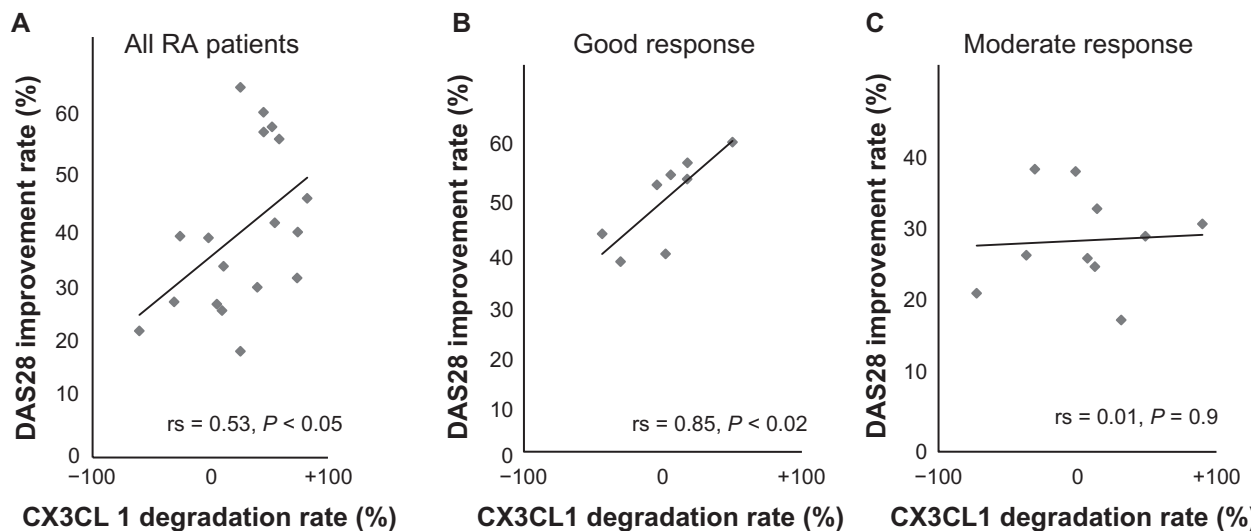 A
All RA patients
DAS28 improvement rate (%)
60
50
40
30
20
10
0
rs = 0.53, P < 0.05
−100
0
+100
CX3CL 1 degradation rate (%)
B
Good response
DAS28 improvement rate (%)
60
50
40
30
20
10
0
rs = 0.85, P < 0.02
−100
0
+100
CX3CL1 degradation rate (%)
C
Moderate response
DAS28 improvement rate (%)
40
30
20
10
0
rs = 0.01, P = 0.9
−100
0
+100
CX3CL1 degradation rate (%)